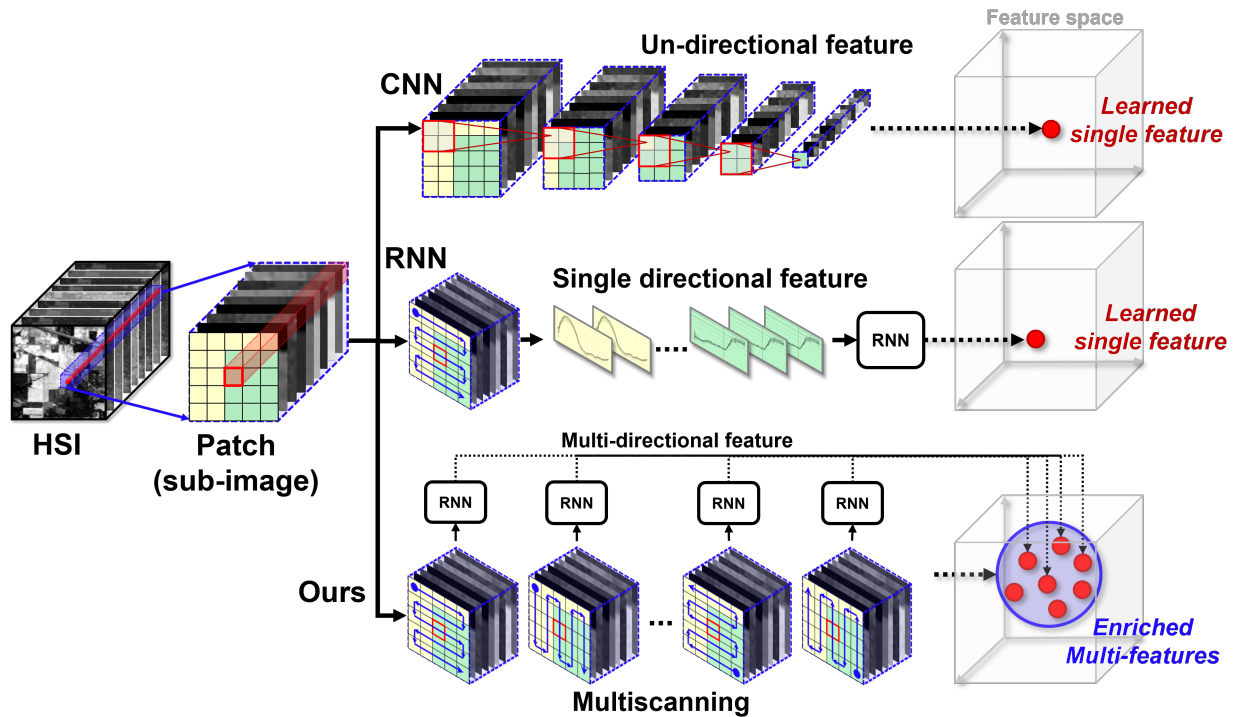 Feature space
Un-directional feature
CNN
Learned
single feature
RNN
Single directional feature
RNN
Learned
single feature
HSI
Patch
(sub-image)
Multi-directional feature
RNN
RNN
RNN
RNN
Ours
...
Enriched
Multi-features
Multiscanning